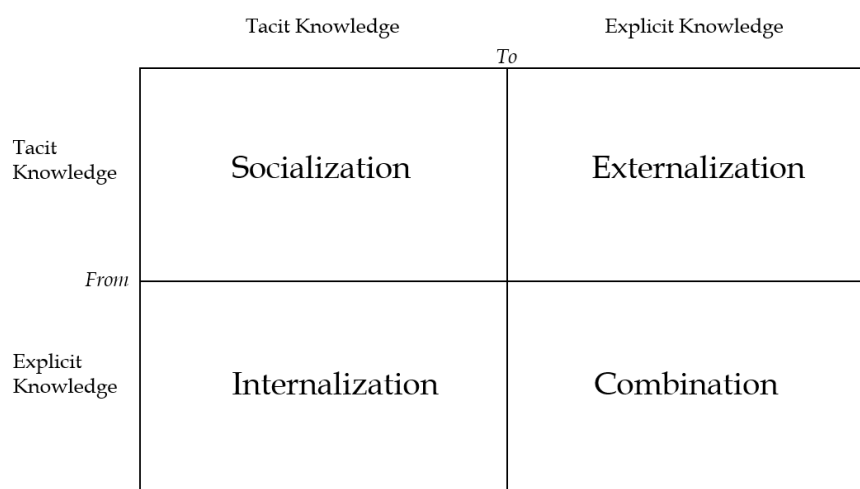 Tacit Knowledge
Explicit Knowledge
To
Tacit
Knowledge
Socialization
Externalization
From
Explicit
Knowledge
Internalization
Combination